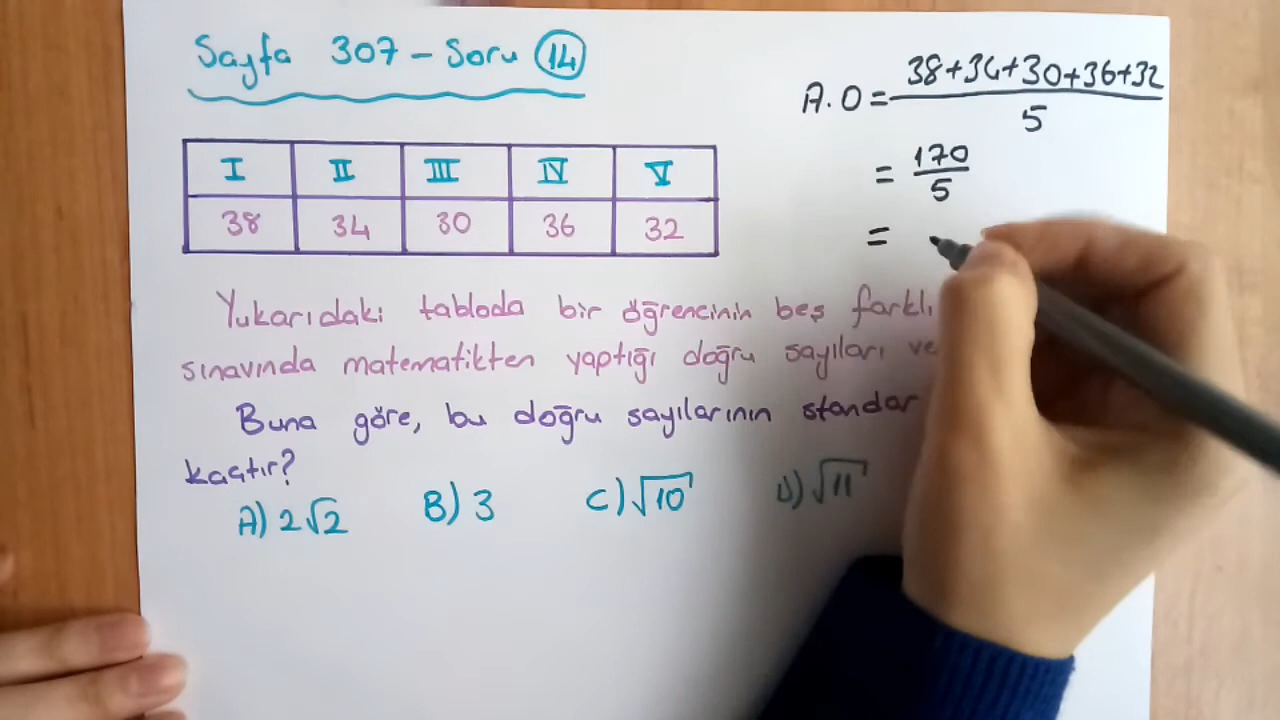 Sayfa 307 - Soru 14
A.O = 38+34+30+36+32
5
= 170
5
=
I II III IV V
38 34 30 36 32
Yukarıdaki tabloda bir öğrencinin beş farklı
sınavında matematikten yaptığı doğru sayıları
Buna göre, bu doğru sayılarının
kaçtır?
A) 2√2 B) 3 C) √10 D) √11